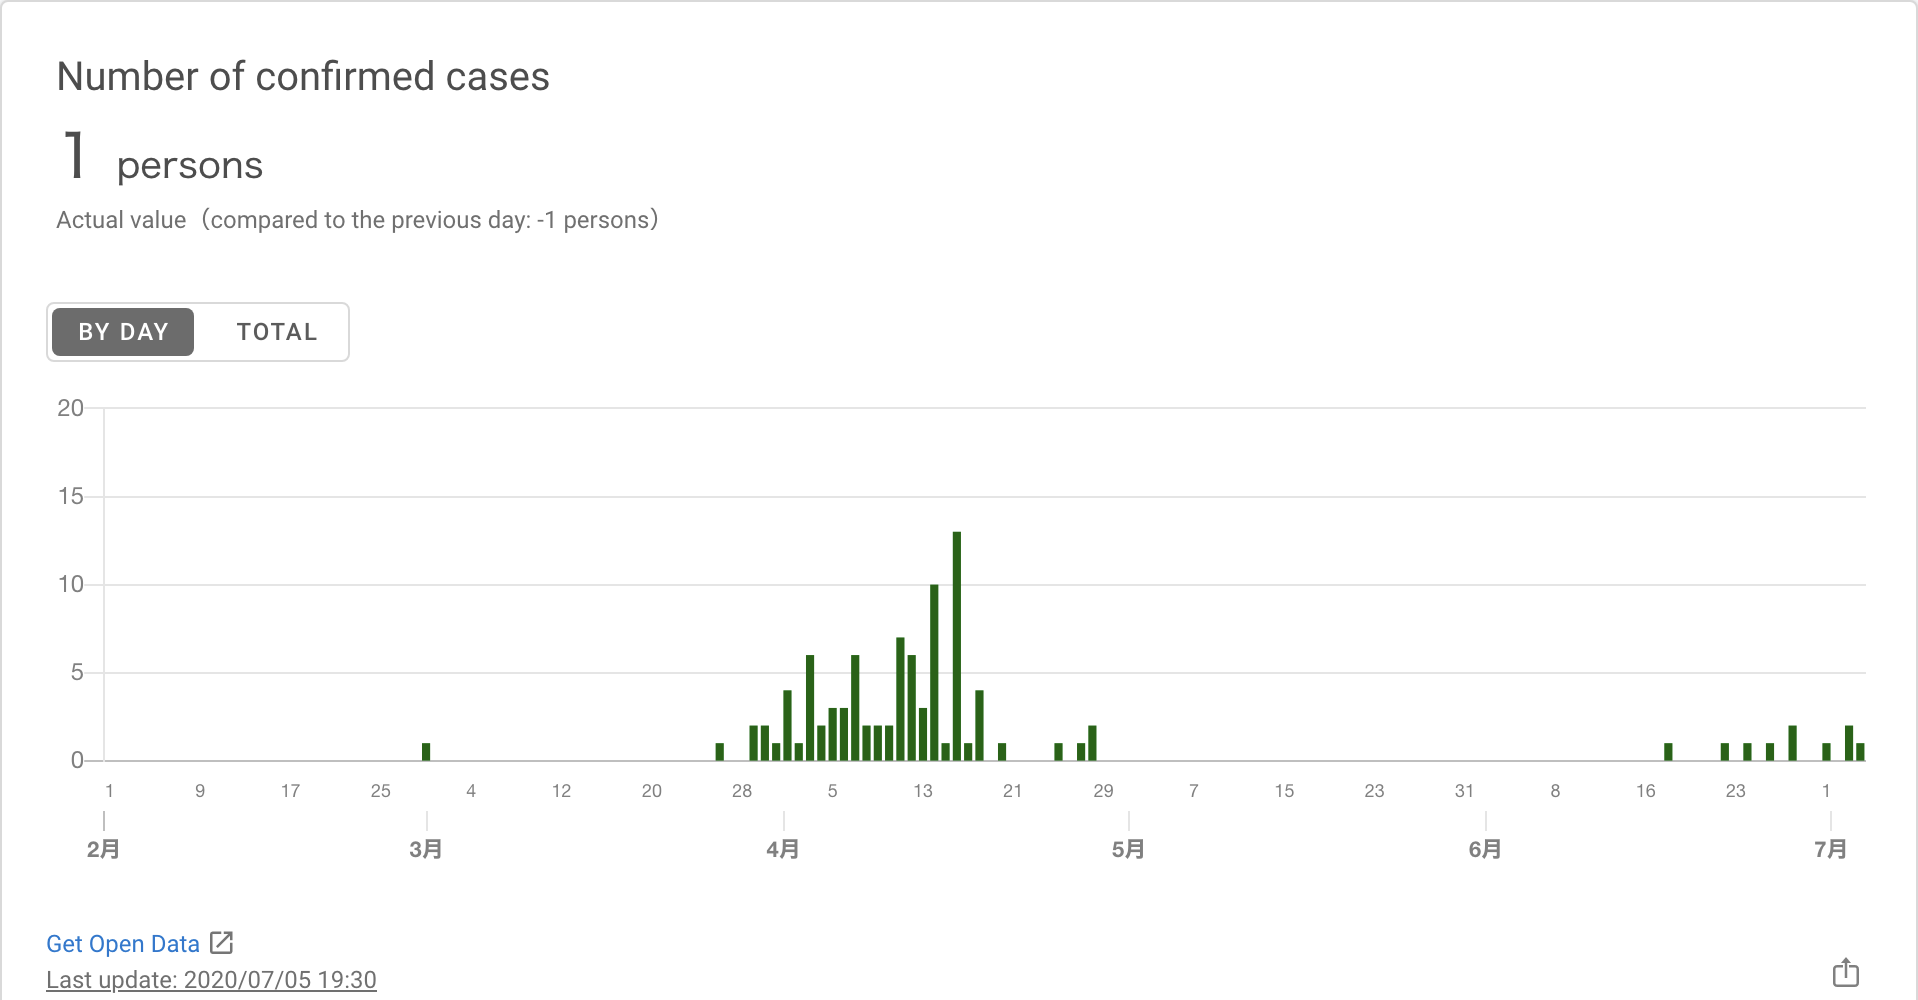 Number of confirmed cases
1 persons
Actual value（compared to the previous day: -1 persons）
BY DAY TOTAL
20
15
10
5
0
1 9 17 25 4 12 20 28 5 13 21 29 7 15 23 31 8 16 23 1
2月 3月 4月 5月 6月 7月
Get Open Data
Last update: 2020/07/05 19:30